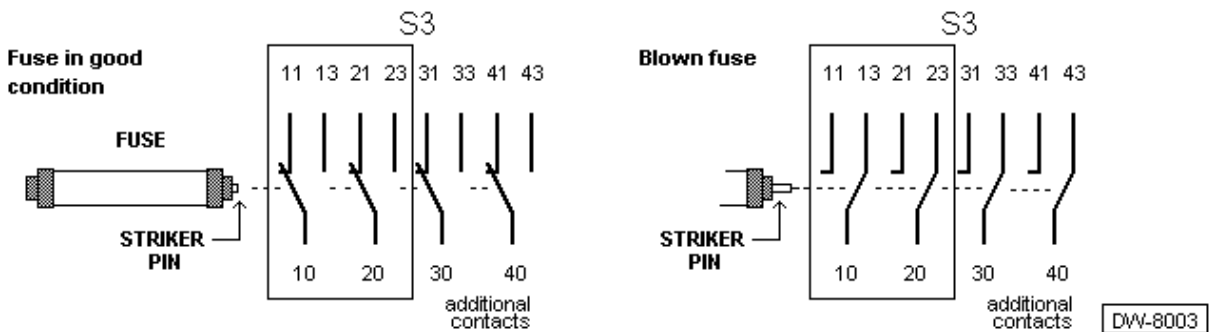 S3
Fuse in good
condition
11 13 21 23 31 33 41 43
FUSE
STRIKER
PIN
10 20 30 40
additional
contacts
S3
Blown fuse
11 13 21 23 31 33 41 43
STRIKER
PIN
10 20 30 40
additional
contacts
DW-8003